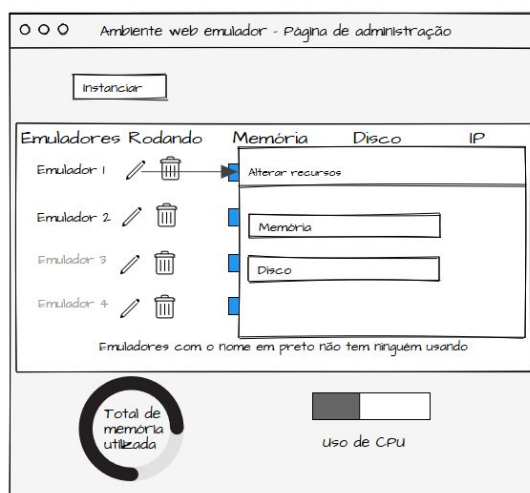 Ambiente web emulador - Página de administração
Instanciar
Emuladores Rodando Memória Disco IP
Emulador 1
Alterar recursos
Emulador 2
Memória
Emulador 3
Disco
Emulador 4
Emuladores com o nome em preto não tem ninguém usando
Total de
memória
utilizada
Uso de CPU